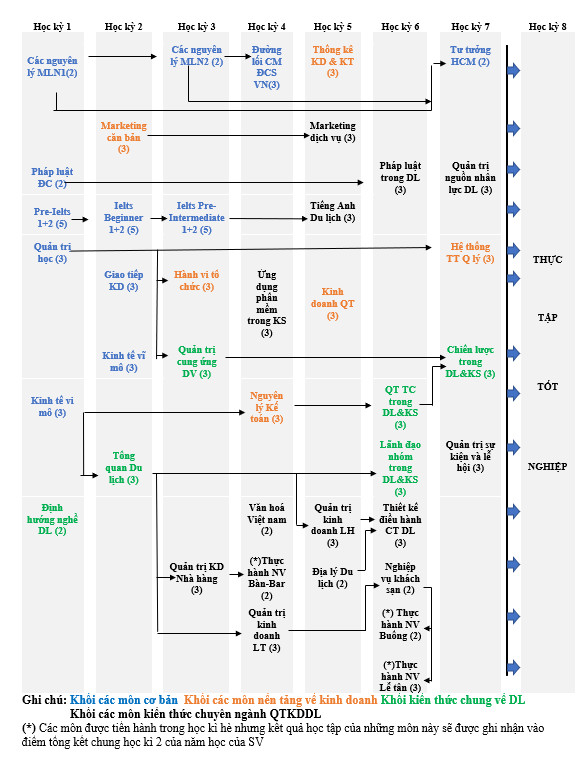 Học kỳ 1 Học kỳ 2 Học kỳ 3 Học kỳ 4 Học kỳ 5 Học kỳ 6 Học kỳ 7 Học kỳ 8
Các nguyên
lý MLN1(2)
Các nguyên
lý MLN2 (2)
Đường
lối CM
ĐCS
VN(3)
Thống kê
KD & KT
(3)
Tư tưởng
HCM (2)
Marketing
căn bản
(3)
Marketing
dịch vụ (3)
Pháp luật
ĐC (2)
Pháp luật
trong DL
(3)
Quản trị
nguồn nhân
lực DL (3)
Pre-Ielts
1+2 (5)
Ielts
Beginner
1+2 (5)
Ielts Pre-
Intermediate
1+2 (5)
Tiếng Anh
Du lịch (3)
Quản trị
học (3)
Hệ thống
TT Q lý (3)
Giao tiếp
KD (3)
Hành vi tổ
chức (3)
Ứng
dụng
phần
mềm
trong KS
(3)
Kinh
doanh QT
(3)
Kinh tế vĩ
mô (3)
Quản trị
cung ứng
DV (3)
Chiến lược
trong
DL&KS (3)
Kinh tế vi
mô (3)
Nguyên
lý Kế
toán (3)
QT TC
trong
DL&KS
(3)
Tổng
quan Du
lịch (3)
Lãnh đạo
nhóm
trong
DL&KS
(3)
Quản trị sự
kiện và lễ
hội (3)
Định
hướng nghề
DL (2)
Văn hoá
Việt nam
(2)
Quản trị
kinh
doanh LH
(3)
Thiết kế
điều hành
CT DL
(3)
Quản trị KD
Nhà hàng
(3)
(*)Thực
hành NV
Bàn-Bar
(2)
Địa lý Du
lịch (2)
Nghiệp
vụ khách
sạn (2)
Quản trị
kinh
doanh
LT (3)
(*) Thực
hành NV
Buồng (2)
(*)Thực
hành NV
Lễ tân (3)
THỰC
TẬP
TỐT
NGHIỆP
Ghi chú: Khối các môn cơ bản Khối các môn nền tảng về kinh doanh Khối kiến thức chung về DL
Khối các môn kiến thức chuyên ngành QTKDDL
(*) Các môn được tiến hành trong học kì hè nhưng kết quả học tập của những môn này sẽ được ghi nhận vào
điểm tổng kết chung học kì 2 của năm học của SV